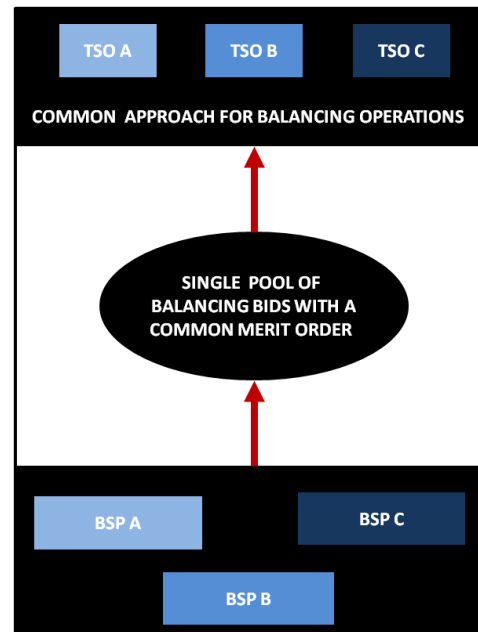 TSO A
TSO B
TSO C
COMMON APPROACH FOR BALANCING OPERATIONS
SINGLE POOL OF
BALANCING BIDS WITH A
COMMON MERIT ORDER
BSP A
BSP C
BSP B